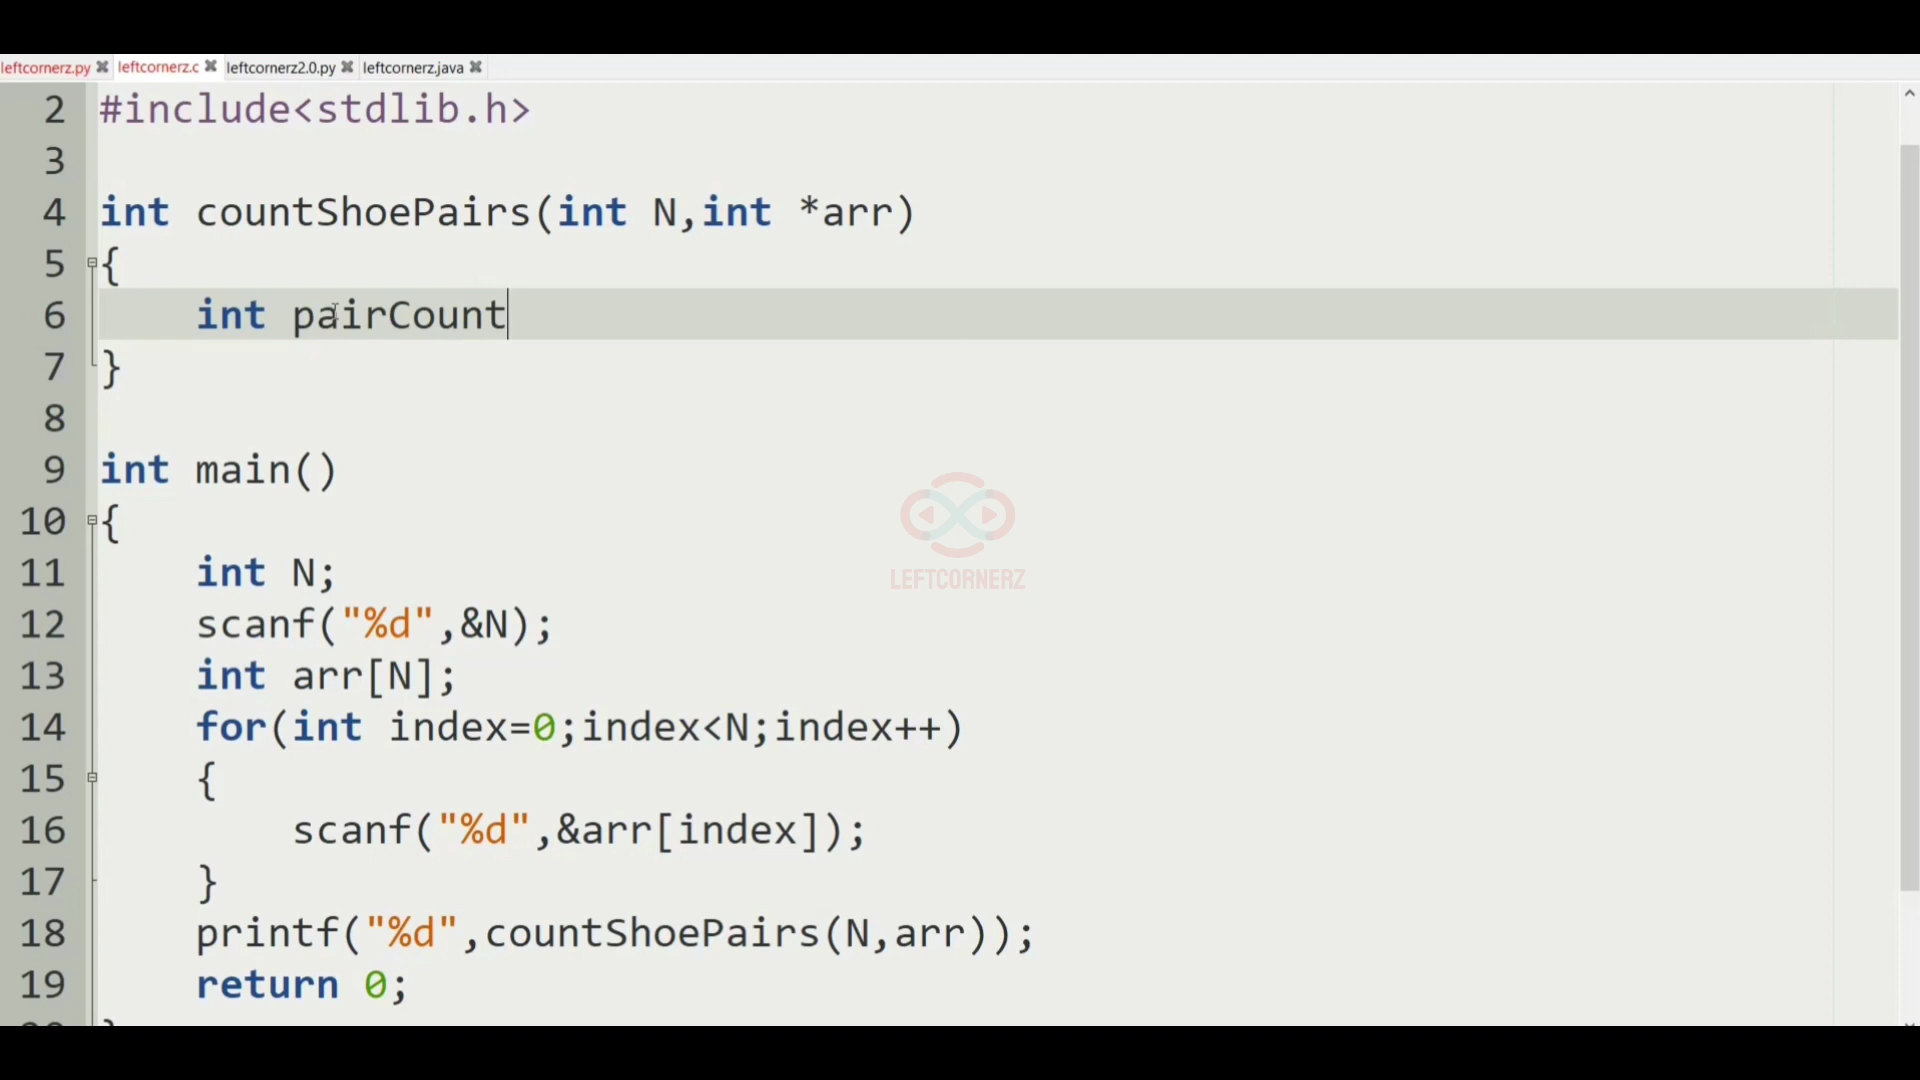 leftcornerz.py leftcornerz.c leftcornerz2.0.py leftcornerz.java
2 #include<stdlib.h>
3
4 int countShoePairs(int N,int *arr)
5 {
6 int pairCount
7 }
8
9 int main()
10 {
11 int N;
12 scanf("%d",&N);
13 int arr[N];
14 for(int index=0;index<N;index++)
15 {
16 scanf("%d",&arr[index]);
17 }
18 printf("%d",countShoePairs(N,arr));
19 return 0;
LEFTCORNERZ